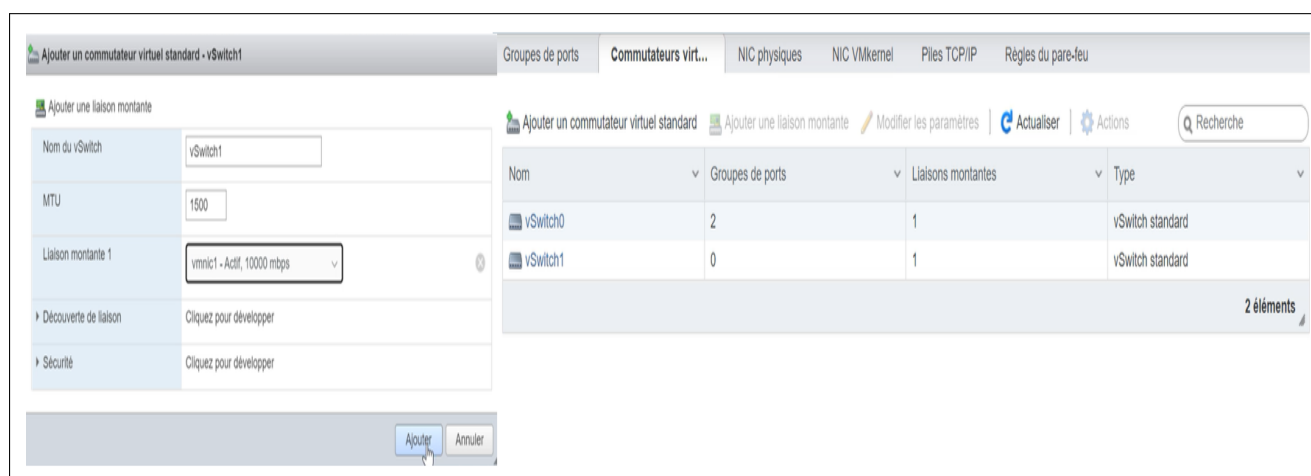 Ajouter un commutateur virtuel standard - vSwitch1
Ajouter une liaison montante
Nom du vSwitch
vSwitch1
MTU
1500
Liaison montante 1
vmnic1 - Actif, 10000 mbps
Découverte de liaison
Cliquez pour développer
Sécurité
Cliquez pour développer
Ajouter
Annuler
Groupes de ports
Commutateurs virt...
NIC physiques
NIC VMkernel
Piles TCP/IP
Règles du pare-feu
Ajouter un commutateur virtuel standard
Ajouter une liaison montante
Modifier les paramètres
Actualiser
Actions
Recherche
Nom
Groupes de ports
Liaisons montantes
Type
vSwitch0
2
1
vSwitch standard
vSwitch1
0
1
vSwitch standard
2 éléments